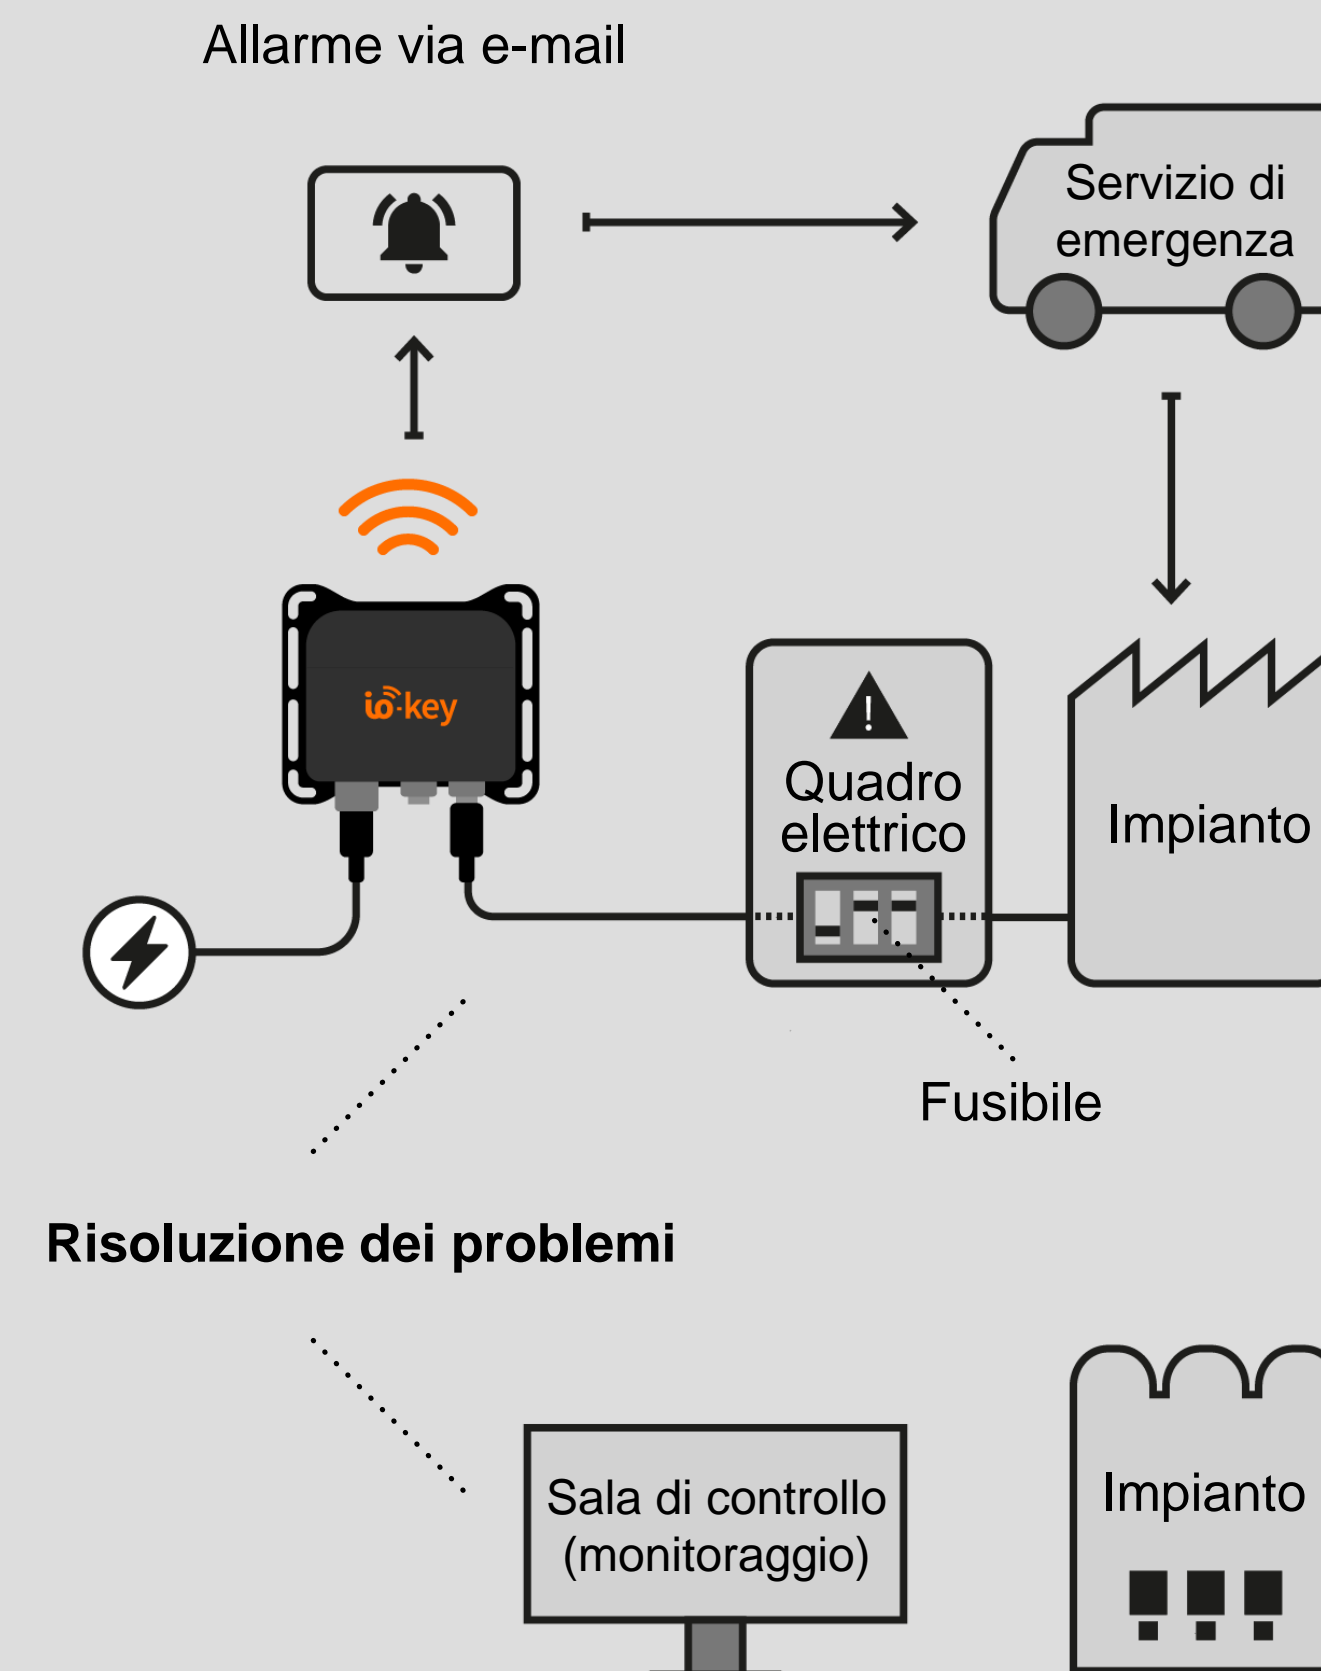 Allarme via e-mail
Servizio di
emergenza
io-key
Quadro
elettrico
Impianto
Fusibile
Risoluzione dei problemi
Sala di controllo
(monitoraggio)
Impianto